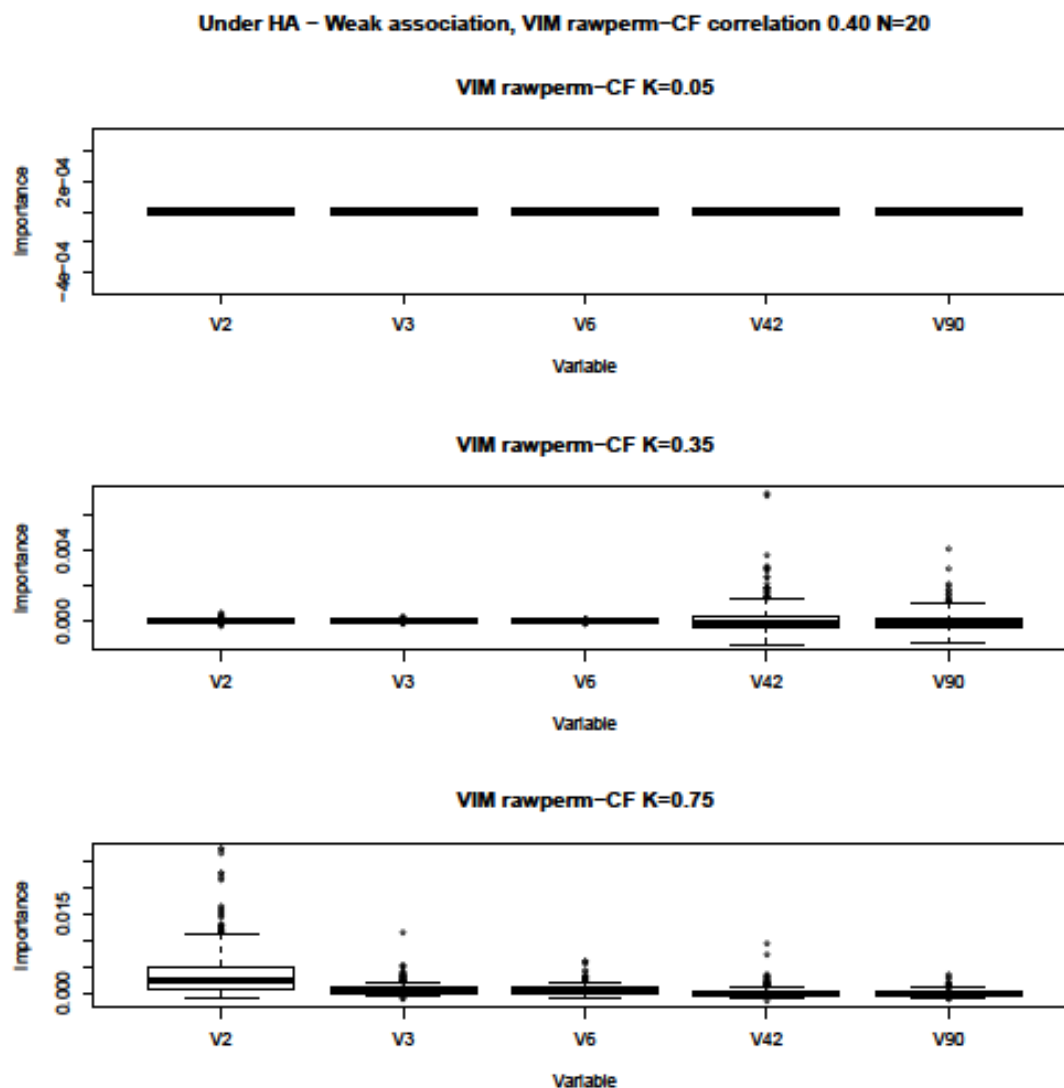 Under HA − Weak association, VIM rawperm−CF correlation 0.40 N=20
VIM rawperm−CF K=0.05
Importance
2e−04
−4e−04
V2 V3 V6 V42 V90
Variable
VIM rawperm−CF K=0.35
Importance
0.004
0.000
V2 V3 V6 V42 V90
Variable
VIM rawperm−CF K=0.75
Importance
0.015
0.000
V2 V3 V6 V42 V90
Variable